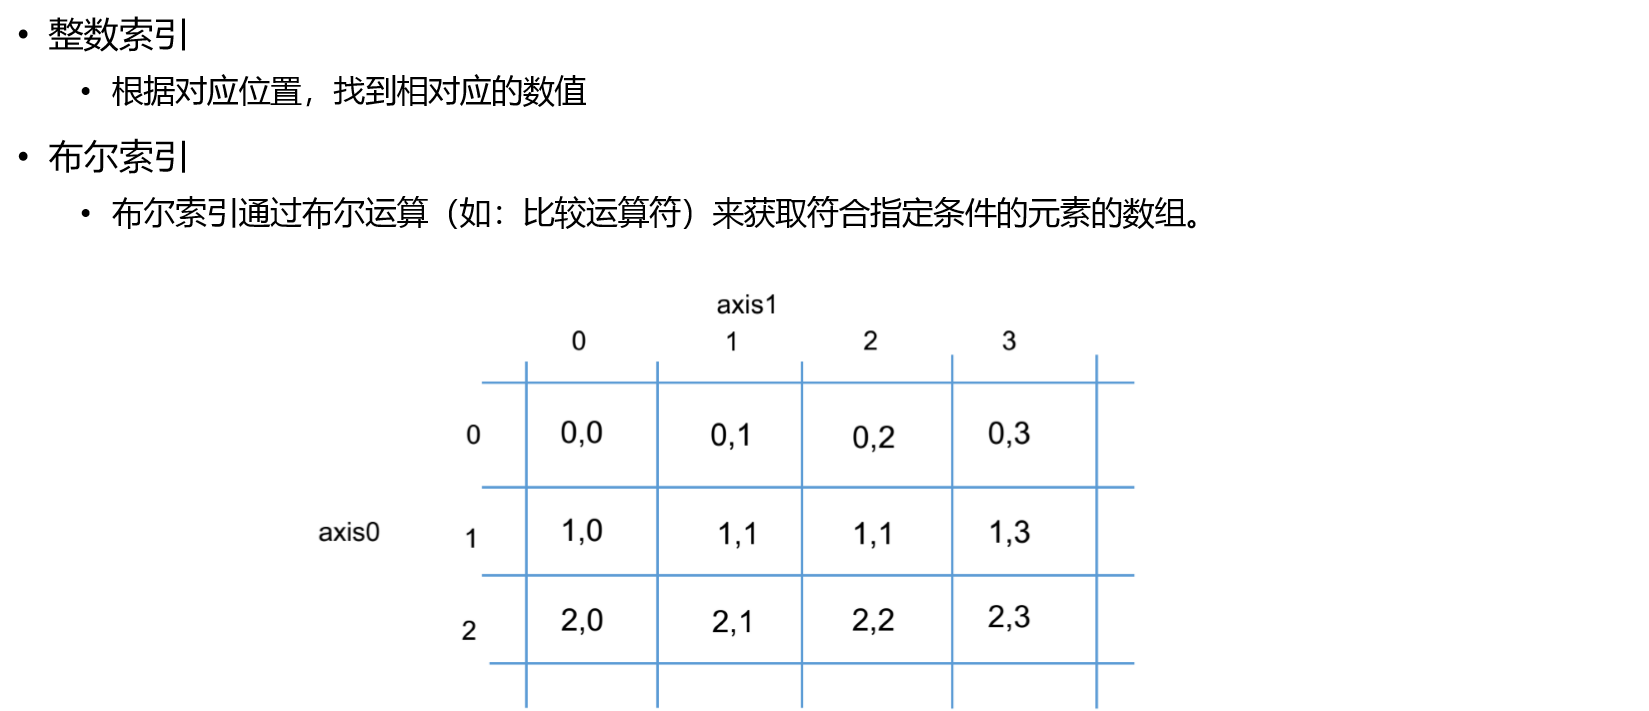 • 整数索引
• 根据对应位置，找到相对应的数值
• 布尔索引
• 布尔索引通过布尔运算（如：比较运算符）来获取符合指定条件的元素的数组。
axis1
0 1 2 3
0 0,0 0,1 0,2 0,3
axis0 1 1,0 1,1 1,1 1,3
2 2,0 2,1 2,2 2,3